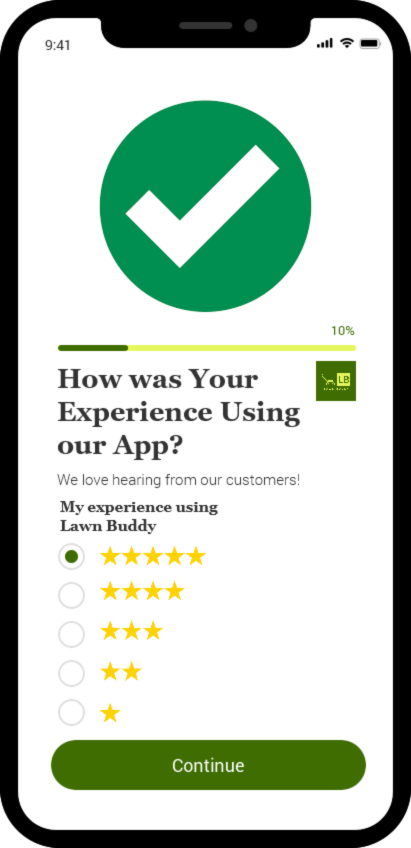 9:41
10%
How was Your
Experience Using
our App?
LB
We love hearing from our customers!
My experience using
Lawn Buddy
Continue